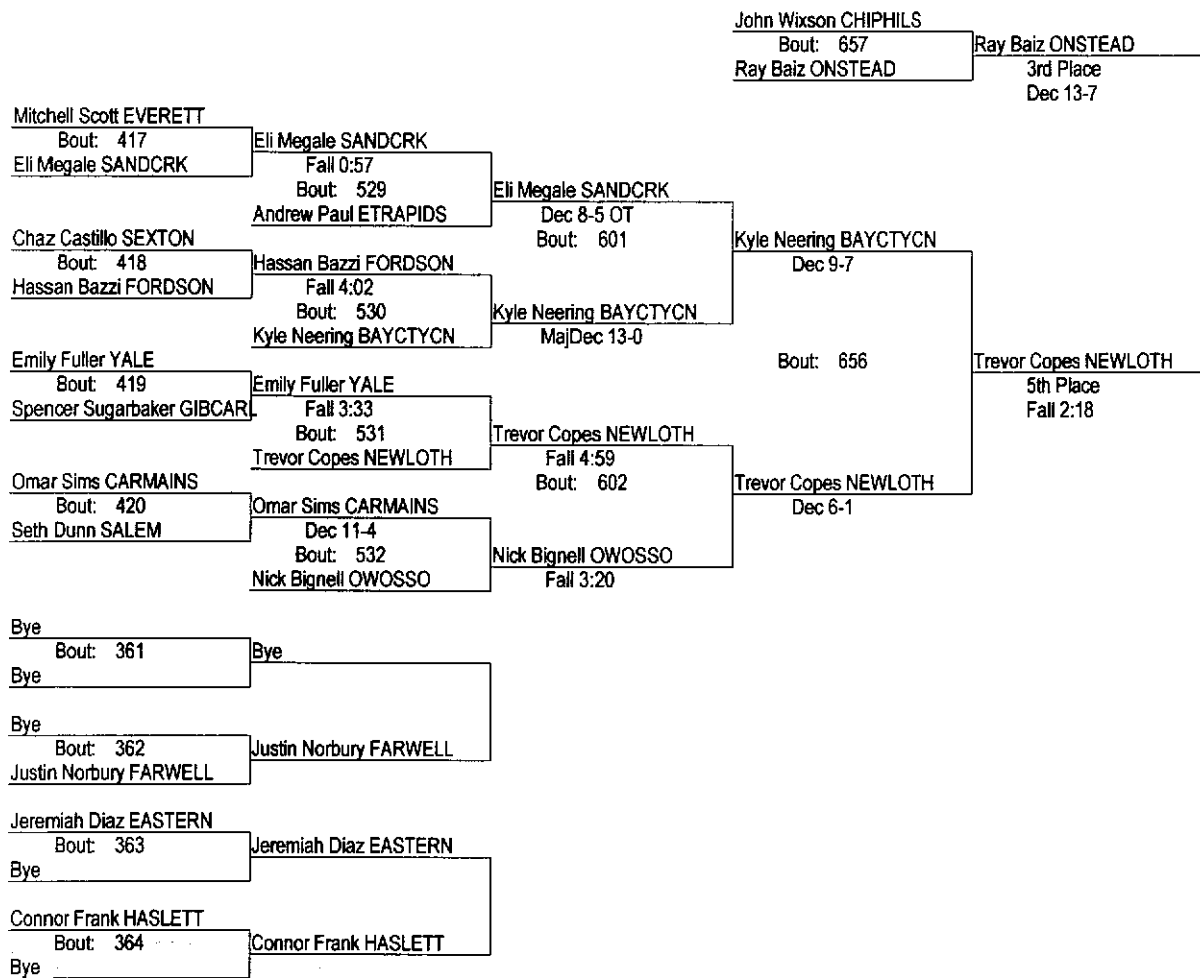 John Wixson CHIPHILS
Bout: 657
Ray Baiz ONSTEAD
Ray Baiz ONSTEAD
3rd Place
Dec 13-7
Mitchell Scott EVERETT
Bout: 417
Eli Megale SANDCRK
Eli Megale SANDCRK
Fall 0:57
Bout: 529
Andrew Paul ETRAPIDS
Eli Megale SANDCRK
Dec 8-5 OT
Bout: 601
Chaz Castillo SEXTON
Bout: 418
Hassan Bazzi FORDSON
Hassan Bazzi FORDSON
Fall 4:02
Bout: 530
Kyle Neering BAYCTYCN
Kyle Neering BAYCTYCN
MajDec 13-0
Kyle Neering BAYCTYCN
Dec 9-7
Bout: 656
Trevor Copes NEWLOTH
5th Place
Fall 2:18
Emily Fuller YALE
Bout: 419
Spencer Sugarbaker GIBCARL
Emily Fuller YALE
Fall 3:33
Bout: 531
Trevor Copes NEWLOTH
Trevor Copes NEWLOTH
Fall 4:59
Bout: 602
Omar Sims CARMAINS
Bout: 420
Seth Dunn SALEM
Omar Sims CARMAINS
Dec 11-4
Bout: 532
Nick Bignell OWOSSO
Nick Bignell OWOSSO
Fall 3:20
Trevor Copes NEWLOTH
Dec 6-1
Bye
Bout: 361
Bye
Bye
Bye
Bout: 362
Justin Norbury FARWELL
Justin Norbury FARWELL
Jeremiah Diaz EASTERN
Bout: 363
Bye
Jeremiah Diaz EASTERN
Connor Frank HASLETT
Bout: 364
Bye
Connor Frank HASLETT